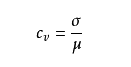 c_v = σ/μ